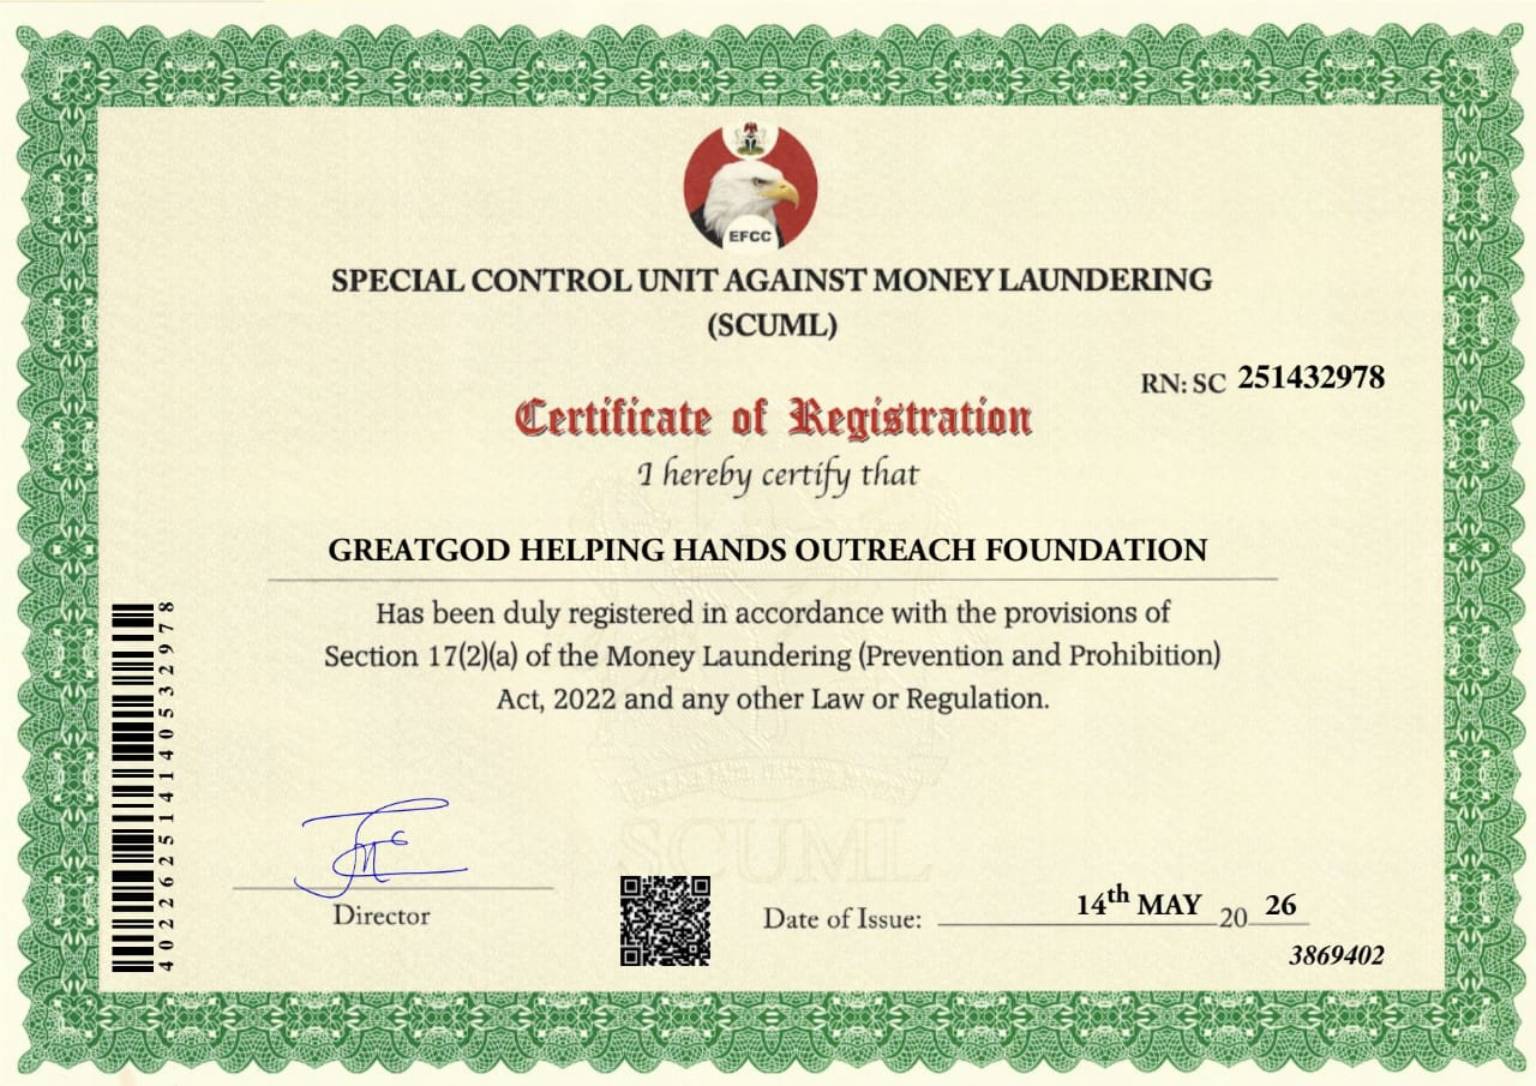 EFCC
SPECIAL CONTROL UNIT AGAINST MONEY LAUNDERING
(SCUML)
RN: SC 251432978
Certificate of Registration
I hereby certify that
GREATGOD HELPING HANDS OUTREACH FOUNDATION
Has been duly registered in accordance with the provisions of
Section 17(2)(a) of the Money Laundering (Prevention and Prohibition)
Act, 2022 and any other Law or Regulation.
402262514140532978
SCUML
Director
Date of Issue: 14th MAY 20 26
3869402